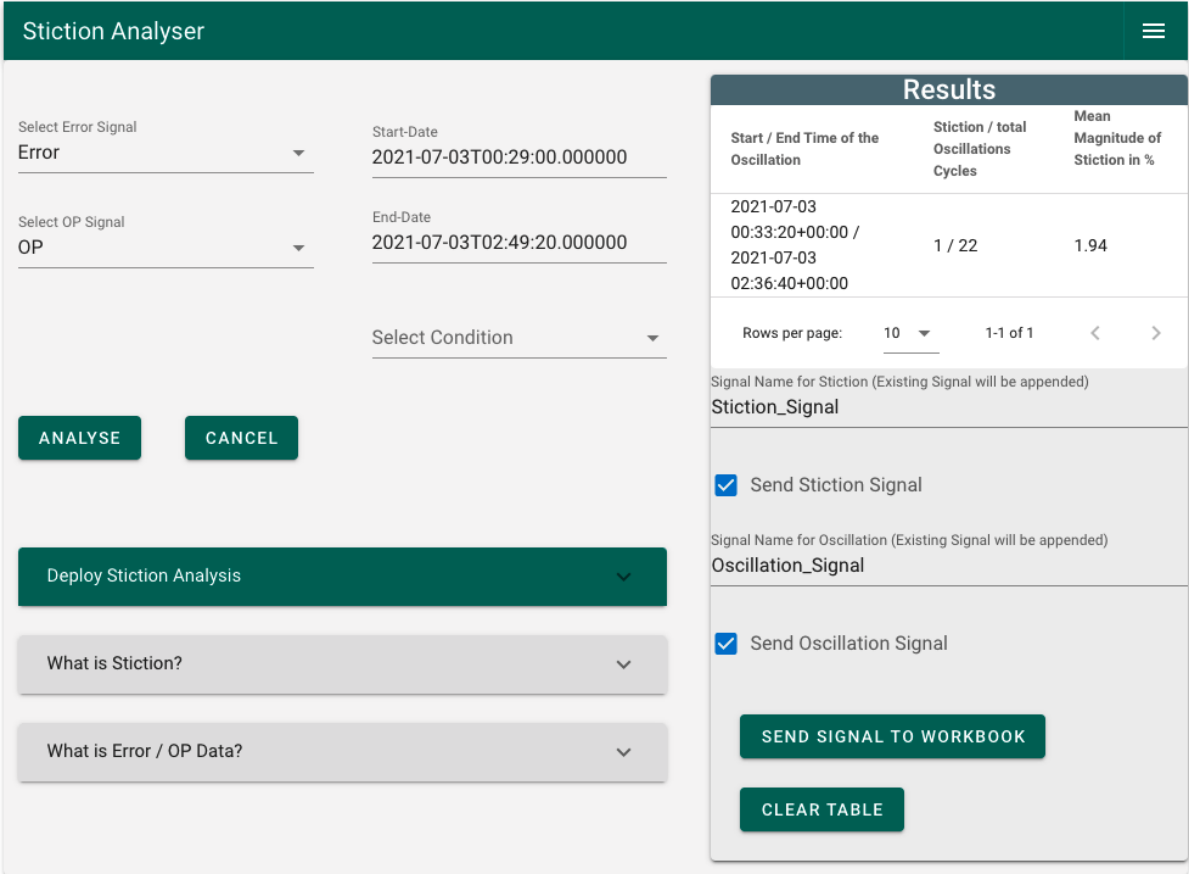 Stiction Analyser
Select Error Signal
Error
Start-Date
2021-07-03T00:29:00.000000
Select OP Signal
OP
End-Date
2021-07-03T02:49:20.000000
Select Condition
ANALYSE
CANCEL
Deploy Stiction Analysis
What is Stiction?
What is Error / OP Data?
Results
Start / End Time of the
Oscillation
Stiction / total
Oscillations
Cycles
Mean
Magnitude of
Stiction in %
2021-07-03
00:33:20+00:00 /
2021-07-03
02:36:40+00:00
1 / 22
1.94
Rows per page:
10
1-1 of 1
Signal Name for Stiction (Existing Signal will be appended)
Stiction_Signal
Send Stiction Signal
Signal Name for Oscillation (Existing Signal will be appended)
Oscillation_Signal
Send Oscillation Signal
SEND SIGNAL TO WORKBOOK
CLEAR TABLE